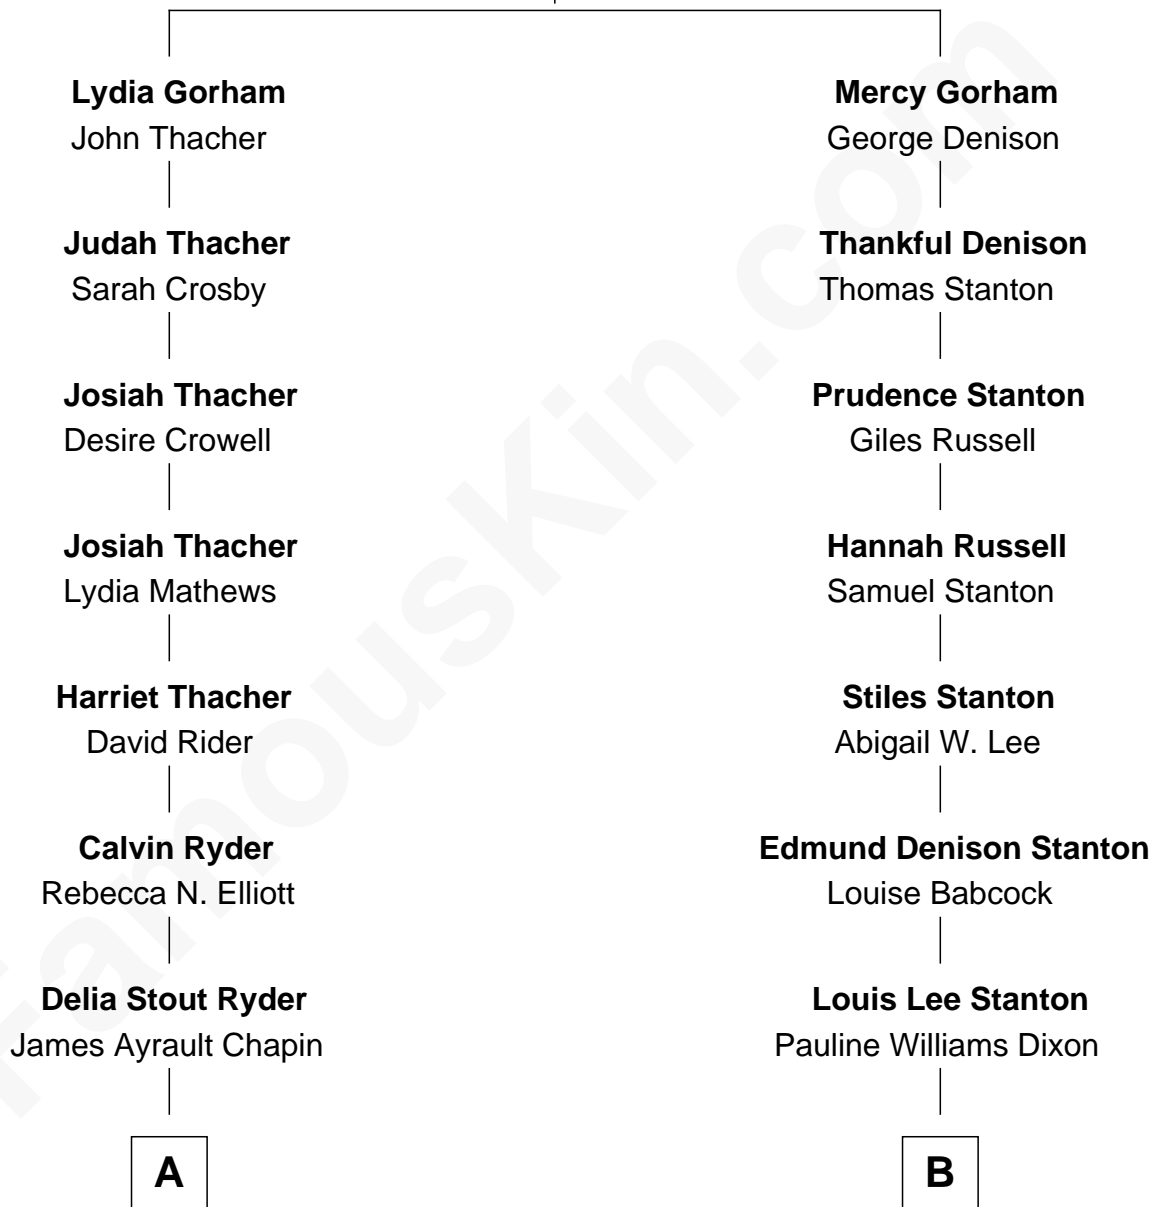 Lydia Gorham
John Thacher
Mercy Gorham
George Denison
Judah Thacher
Sarah Crosby
Thankful Denison
Thomas Stanton
Josiah Thacher
Desire Crowell
Prudence Stanton
Giles Russell
Josiah Thacher
Lydia Mathews
Hannah Russell
Samuel Stanton
Harriet Thacher
David Rider
Stiles Stanton
Abigail W. Lee
Calvin Ryder
Rebecca N. Elliott
Edmund Denison Stanton
Louise Babcock
Delia Stout Ryder
James Ayrault Chapin
Louis Lee Stanton
Pauline Williams Dixon
A
B
FamousKin.com